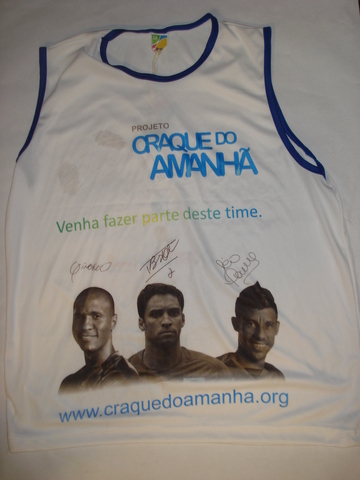 PROJETO
CRAQUE DO
AMANHÃ
Venha fazer parte deste time.
www.craquedoamanha.org